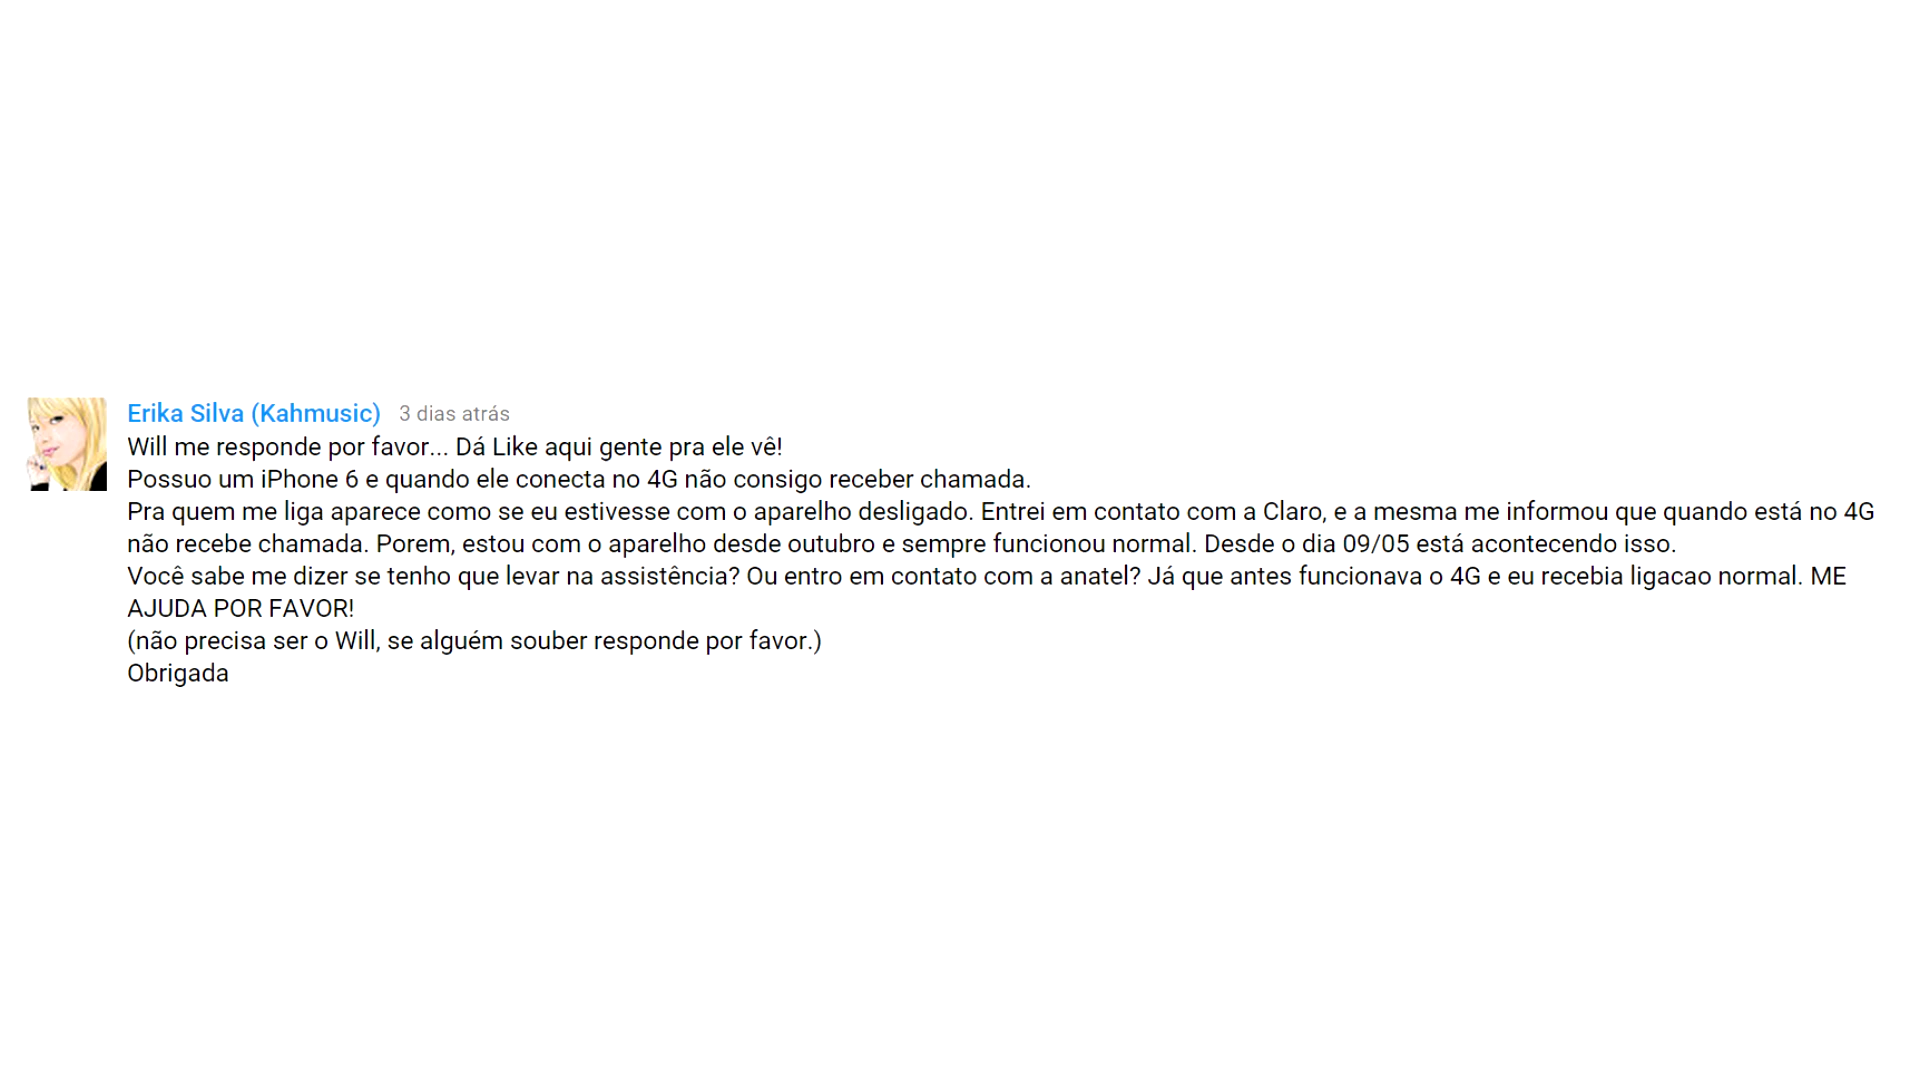 Erika Silva (Kahmusic) 3 dias atrás
Will me responde por favor... Dá Like aqui gente pra ele vê!
Possuo um iPhone 6 e quando ele conecta no 4G não consigo receber chamada.
Pra quem me liga aparece como se eu estivesse com o aparelho desligado. Entrei em contato com a Claro, e a mesma me informou que quando está no 4G
não recebe chamada. Porem, estou com o aparelho desde outubro e sempre funcionou normal. Desde o dia 09/05 está acontecendo isso.
Você sabe me dizer se tenho que levar na assistência? Ou entro em contato com a anatel? Já que antes funcionava o 4G e eu recebia ligacao normal. ME
AJUDA POR FAVOR!
(não precisa ser o Will, se alguém souber responde por favor.)
Obrigada